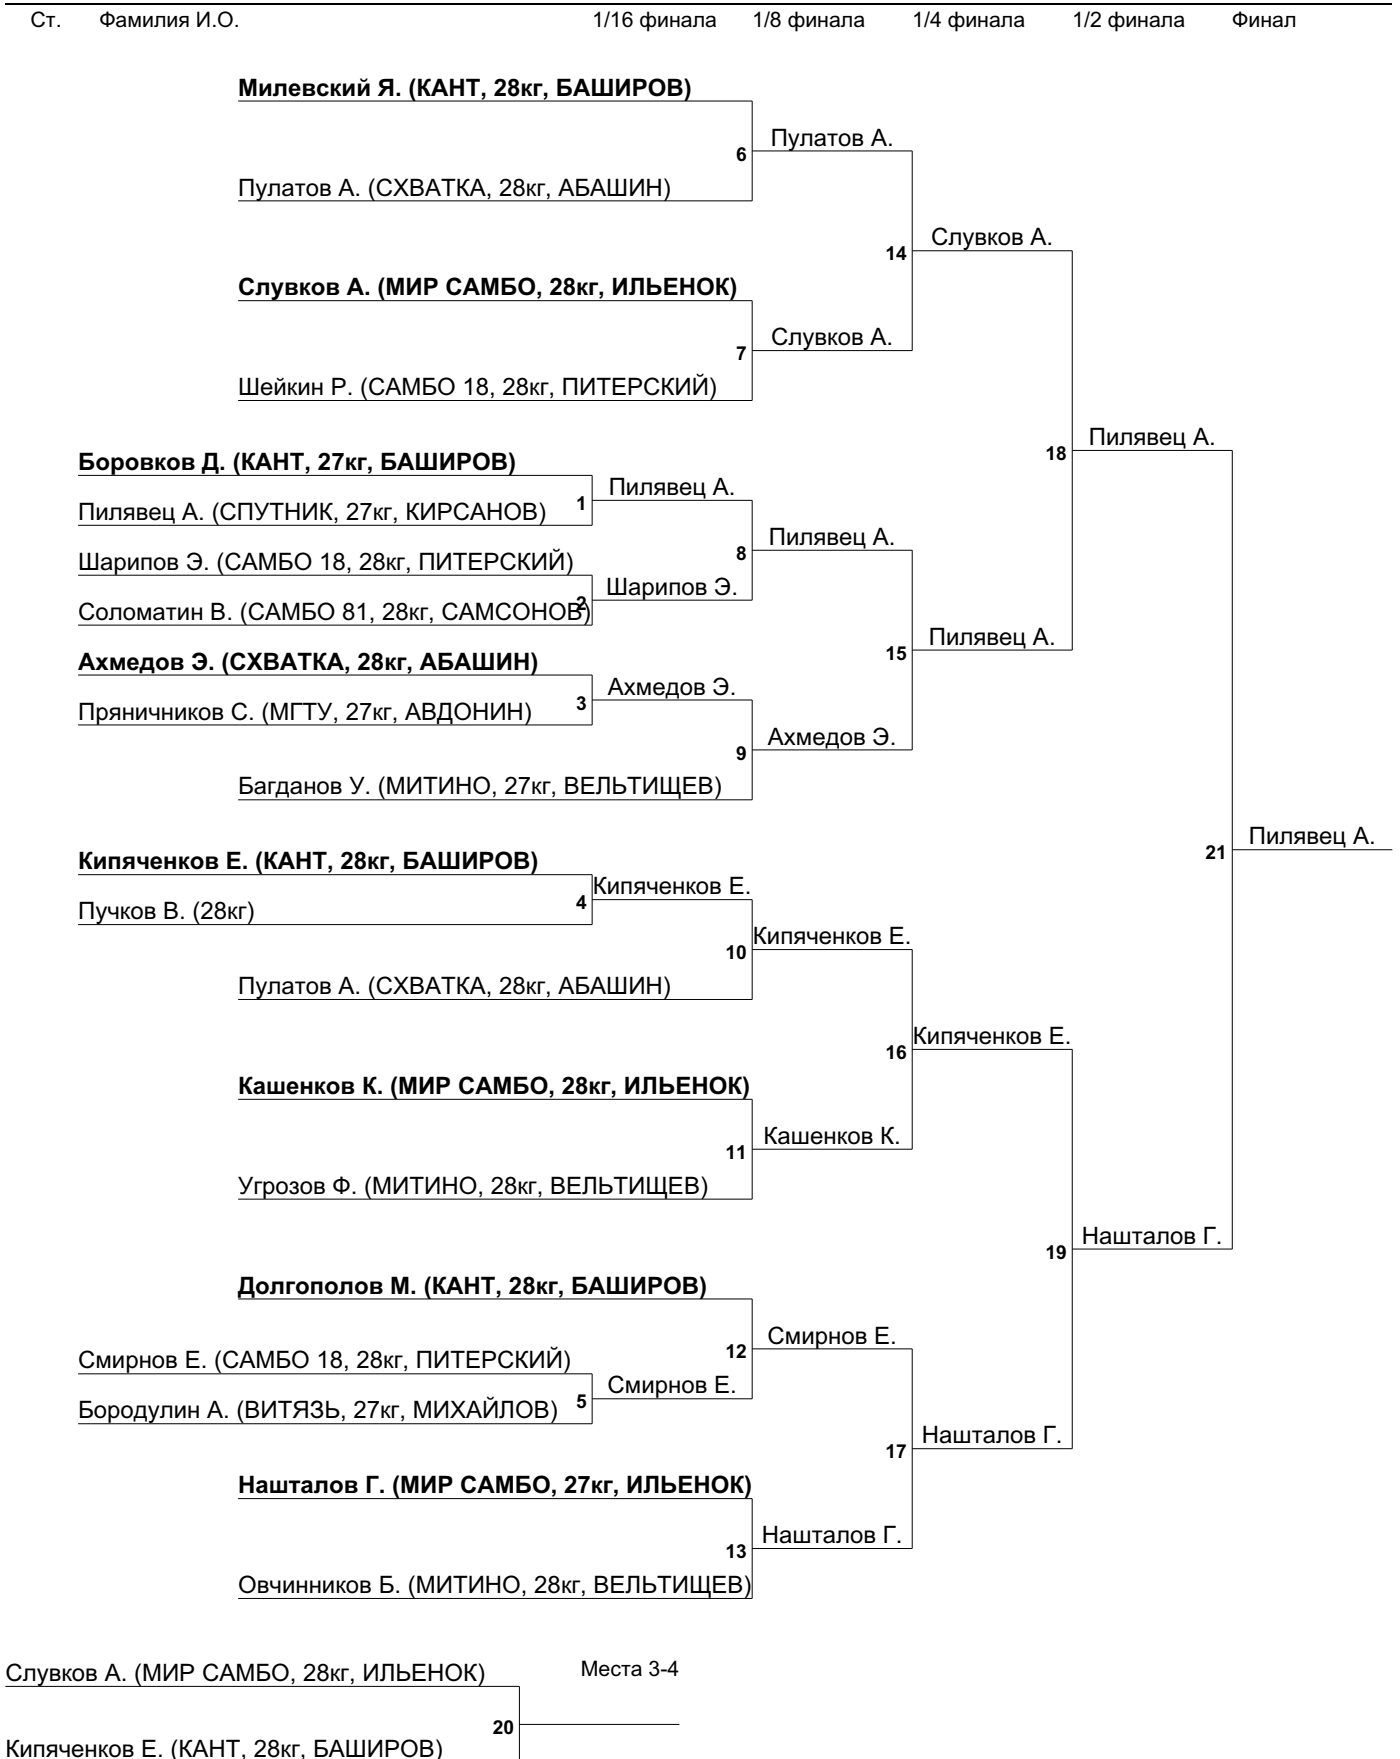 Ст. Фамилия И.О. 1/16 финала 1/8 финала 1/4 финала 1/2 финала Финал
Милевский Я. (КАНТ, 28кг, БАШИРОВ)
6 Пулатов А.
Пулатов А. (СХВАТКА, 28кг, АБАШИН)
14 Слувков А.
Слувков А. (МИР САМБО, 28кг, ИЛЬЕНОК)
7 Слувков А.
Шейкин Р. (САМБО 18, 28кг, ПИТЕРСКИЙ)
18 Пилявец А.
Боровков Д. (КАНТ, 27кг, БАШИРОВ)
1 Пилявец А.
Пилявец А. (СПУТНИК, 27кг, КИРСАНОВ)
8 Пилявец А.
Шарипов Э. (САМБО 18, 28кг, ПИТЕРСКИЙ)
2 Шарипов Э.
Соломатин В. (САМБО 81, 28кг, САМСОНОВ)
15 Пилявец А.
Ахмедов Э. (СХВАТКА, 28кг, АБАШИН)
3 Ахмедов Э.
Пряничников С. (МГТУ, 27кг, АВДОНИН)
9 Ахмедов Э.
Багданов У. (МИТИНО, 27кг, ВЕЛЬТИЩЕВ)
21 Пилявец А.
Кипяченков Е. (КАНТ, 28кг, БАШИРОВ)
4 Кипяченков Е.
Пучков В. (28кг)
10 Кипяченков Е.
Пулатов А. (СХВАТКА, 28кг, АБАШИН)
16 Кипяченков Е.
Кашенков К. (МИР САМБО, 28кг, ИЛЬЕНОК)
11 Кашенков К.
Угрозов Ф. (МИТИНО, 28кг, ВЕЛЬТИЩЕВ)
19 Нашталов Г.
Долгополов М. (КАНТ, 28кг, БАШИРОВ)
12 Смирнов Е.
Смирнов Е. (САМБО 18, 28кг, ПИТЕРСКИЙ)
5 Смирнов Е.
Бородулин А. (ВИТЯЗЬ, 27кг, МИХАЙЛОВ)
17 Нашталов Г.
Нашталов Г. (МИР САМБО, 27кг, ИЛЬЕНОК)
13 Нашталов Г.
Овчинников Б. (МИТИНО, 28кг, ВЕЛЬТИЩЕВ)
Слувков А. (МИР САМБО, 28кг, ИЛЬЕНОК) Места 3-4
20
Кипяченков Е. (КАНТ, 28кг, БАШИРОВ)